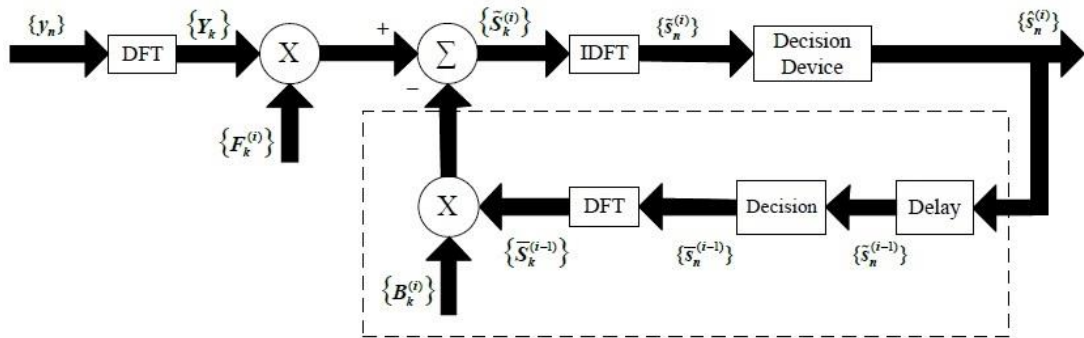 {y_n}
DFT
{Y_k}
X
{F_k^(i)}
+
−
Σ
{S̃_k^(i)}
IDFT
{s̃_n^(i)}
Decision
Device
{ŝ_n^(i)}
X
{B_k^(i)}
{S̄_k^(i−1)}
DFT
{s̄_n^(i−1)}
Decision
{s̃_n^(i−1)}
Delay